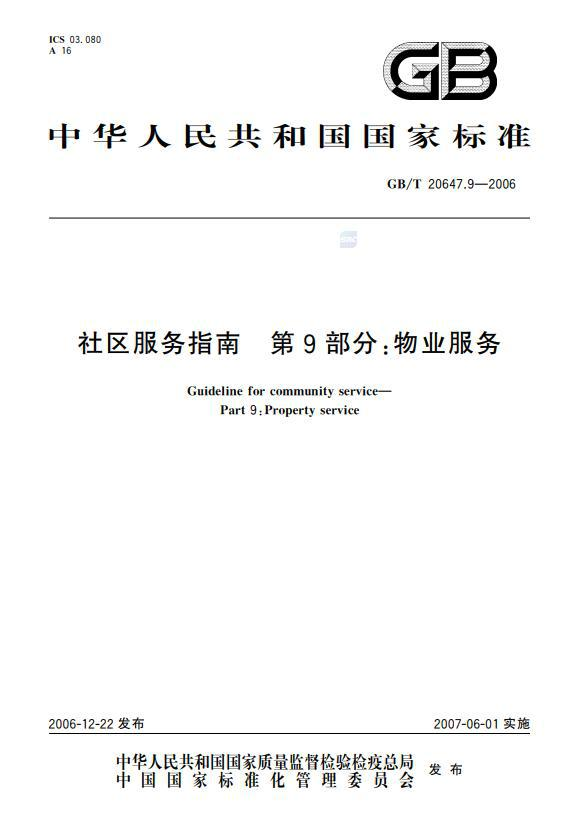 ICS 03.080
A 16
GB
中华人民共和国国家标准
GB/T 20647.9—2006
社区服务指南 第9部分:物业服务
Guideline for community service—
Part 9:Property service
2006-12-22 发布
2007-06-01 实施
中华人民共和国国家质量监督检验检疫总局
中国国家标准化管理委员会
发布